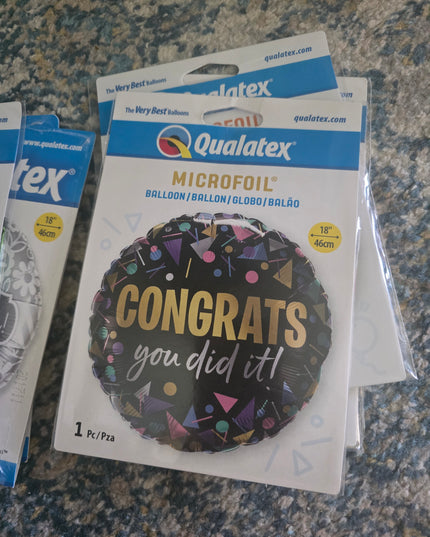 qualatex.com
The Very Best Balloons
Qualatex®
www.qualatex.com
tex®
18"
46cm
The Very Best Balloons
www.qualatex.com
Qualatex®
MICROFOIL®
BALLOON/BALLON/GLOBO/BALÃO
18"
46cm
CONGRATS
you did it!
1 Pc/Pza